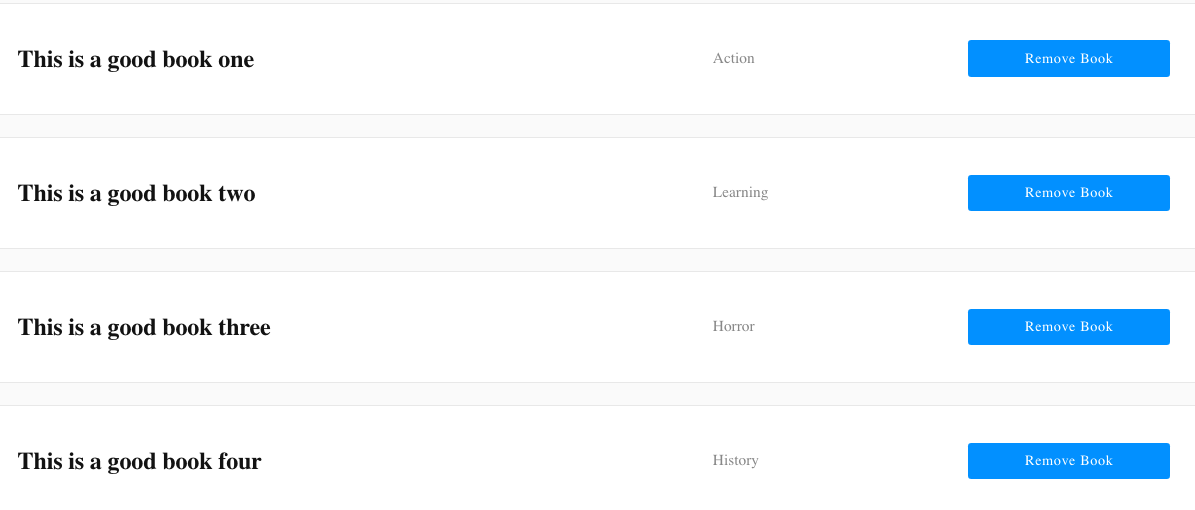 This is a good book one Action Remove Book
This is a good book two Learning Remove Book
This is a good book three Horror Remove Book
This is a good book four History Remove Book